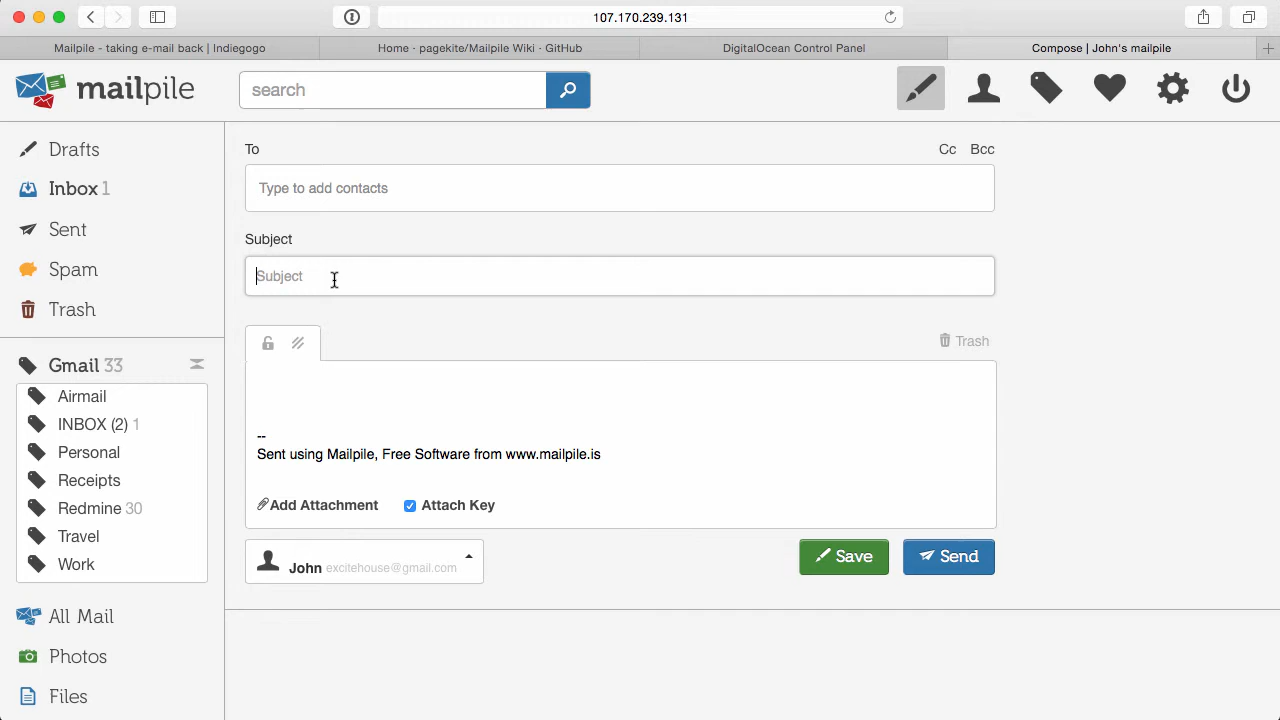 107.170.239.131
Mailpile - taking e-mail back | Indiegogo
Home - pagekite/Mailpile Wiki - GitHub
DigitalOcean Control Panel
Compose | John's mailpile
mailpile
search
Drafts
Inbox 1
Sent
Spam
Trash
Gmail 33
Airmail
INBOX (2) 1
Personal
Receipts
Redmine 30
Travel
Work
All Mail
Photos
Files
To
Cc Bcc
Type to add contacts
Subject
Subject
Trash
--
Sent using Mailpile, Free Software from www.mailpile.is
Add Attachment
Attach Key
John excitehouse@gmail.com
Save
Send